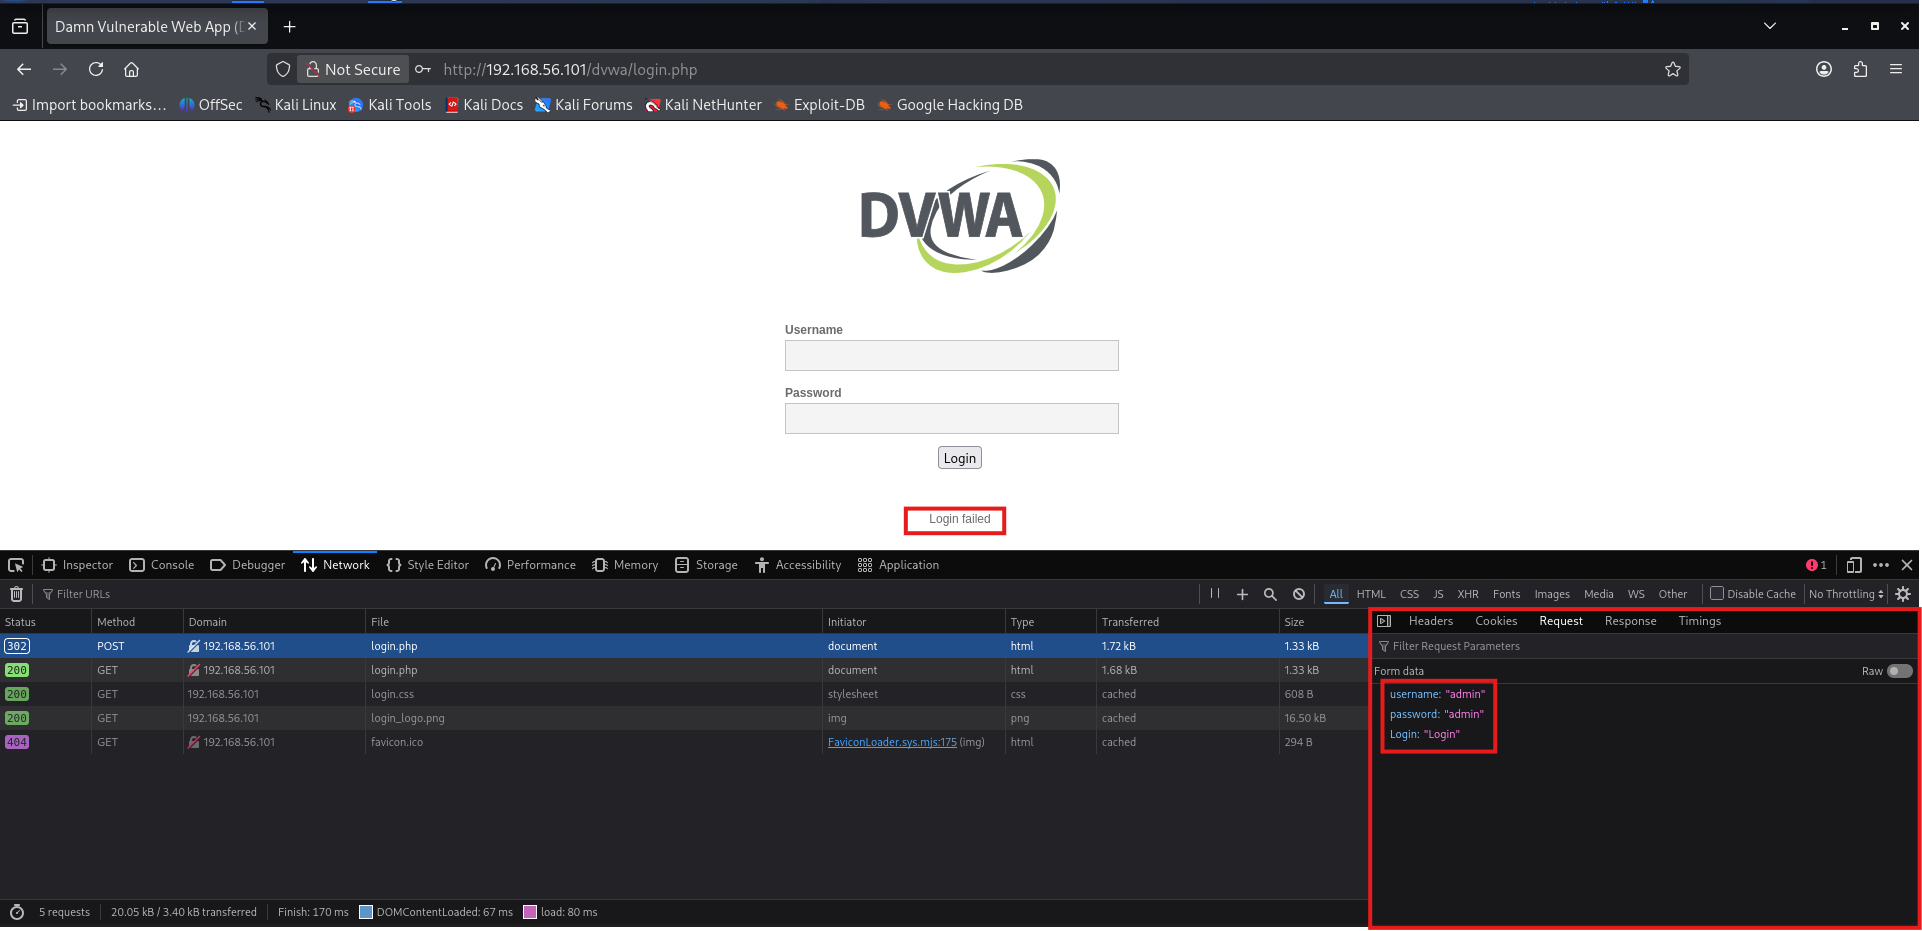 Damn Vulnerable Web App (D
Not Secure http://192.168.56.101/dvwa/login.php
Import bookmarks... OffSec Kali Linux Kali Tools Kali Docs Kali Forums Kali NetHunter Exploit-DB Google Hacking DB
DVWA
Username
Password
Login
Login failed
Inspector Console Debugger Network Style Editor Performance Memory Storage Accessibility Application 1
Filter URLs All HTML CSS JS XHR Fonts Images Media WS Other Disable Cache No Throttling
Status Method Domain File Initiator Type Transferred Size
302 POST 192.168.56.101 login.php document html 1.72 kB 1.33 kB
200 GET 192.168.56.101 login.php document html 1.68 kB 1.33 kB
200 GET 192.168.56.101 login.css stylesheet css cached 608 B
200 GET 192.168.56.101 login_logo.png img png cached 16.50 kB
404 GET 192.168.56.101 favicon.ico FaviconLoader.sys.mjs:175 (img) html cached 294 B
Headers Cookies Request Response Timings
Filter Request Parameters
Form data Raw
username: "admin"
password: "admin"
Login: "Login"
5 requests 20.05 kB / 3.40 kB transferred Finish: 170 ms DOMContentLoaded: 67 ms load: 80 ms